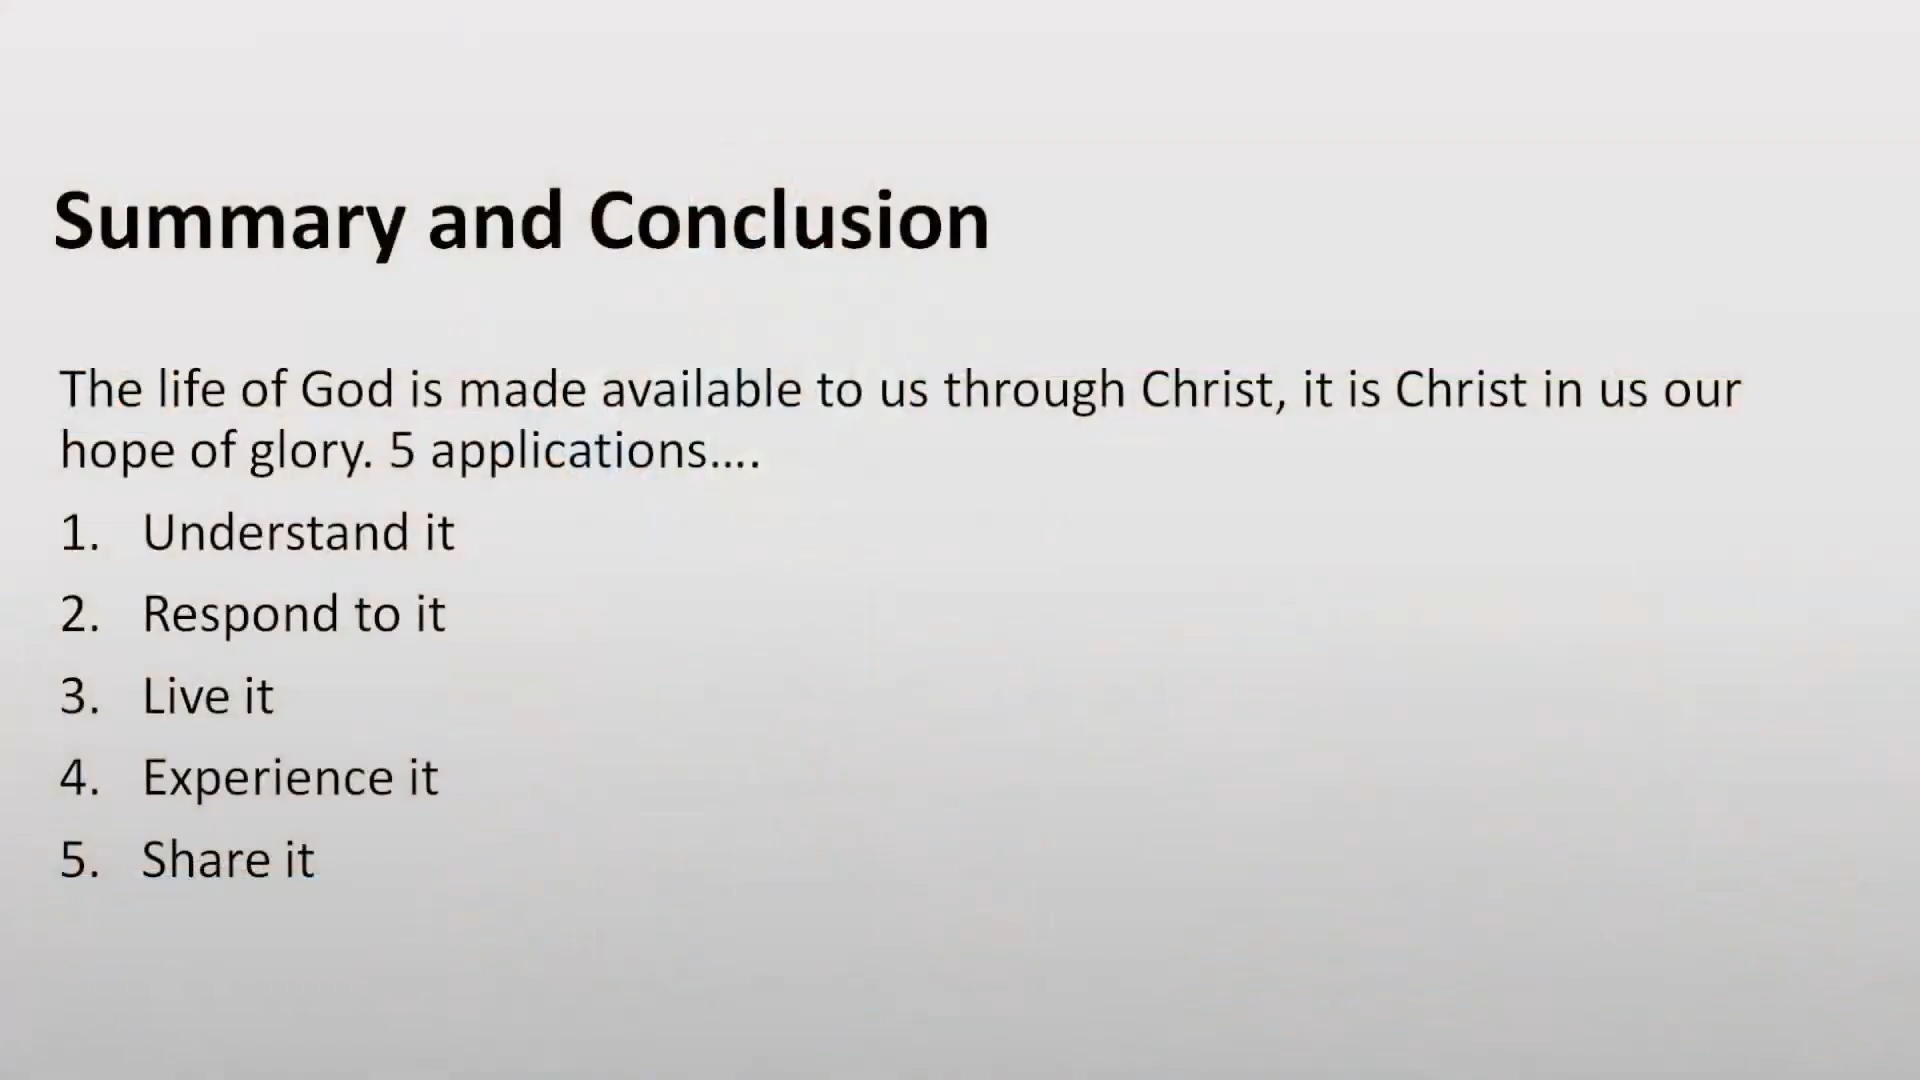 Summary and Conclusion
The life of God is made available to us through Christ, it is Christ in us our
hope of glory. 5 applications....
1. Understand it
2. Respond to it
3. Live it
4. Experience it
5. Share it